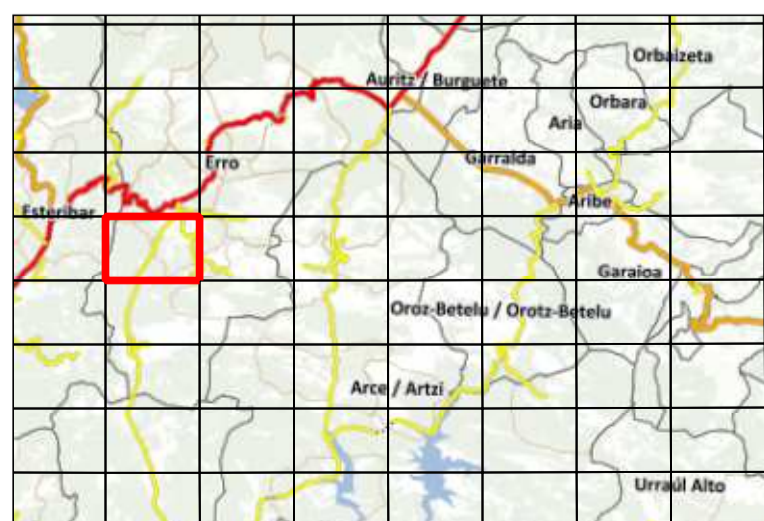 Orbaizeta
Auritz / Burguete
Orbara
Aria
Erro
Garralda
Aribe
Esteribar
Garaioa
Oroz-Betelu / Orotz-Betelu
Arce / Artzi
Urraúl Alto